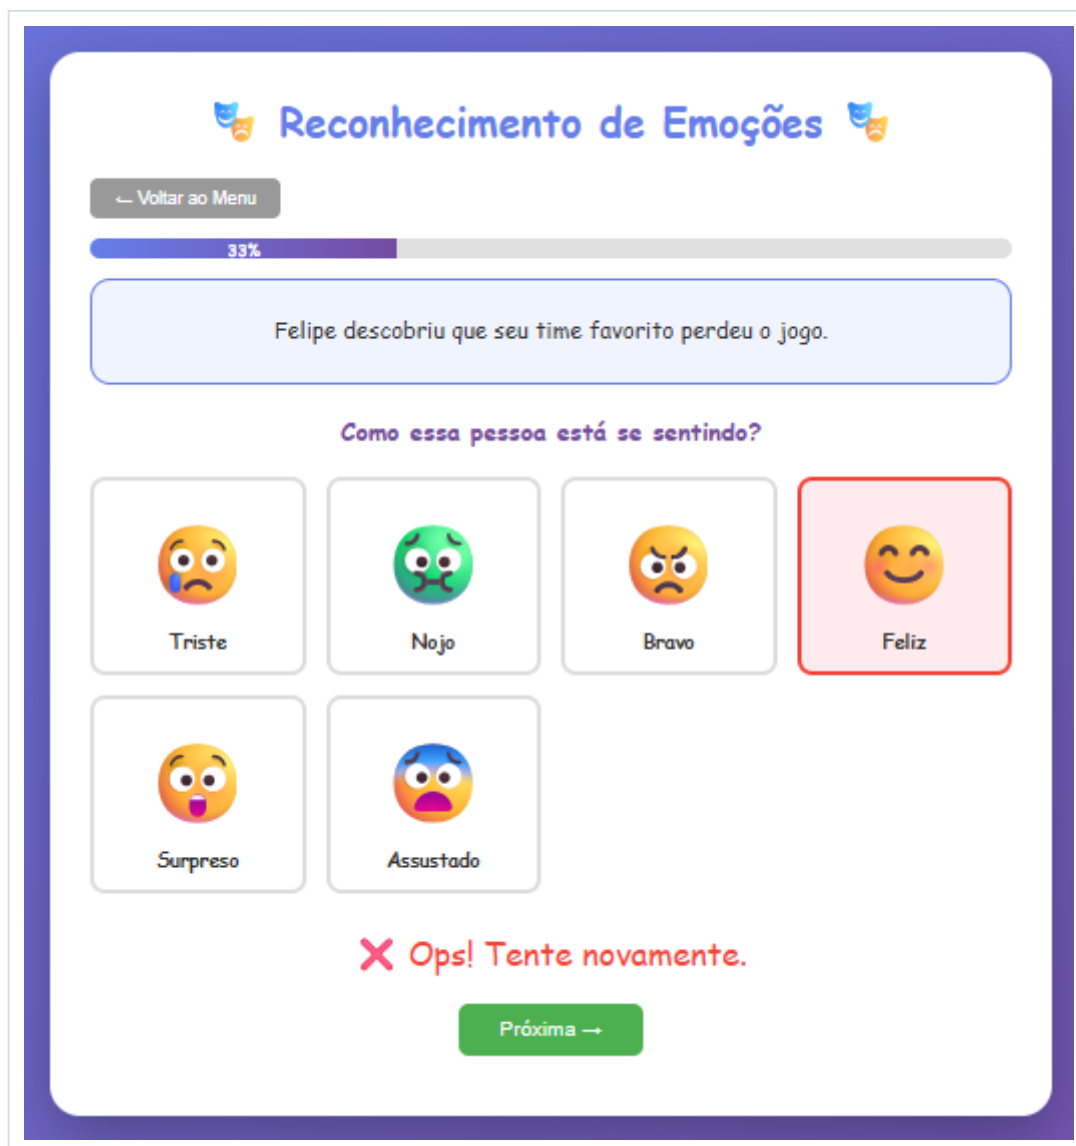 Reconhecimento de Emoções
← Voltar ao Menu
33%
Felipe descobriu que seu time favorito perdeu o jogo.
Como essa pessoa está se sentindo?
Triste
Nojo
Bravo
Feliz
Surpreso
Assustado
❌ Ops! Tente novamente.
Próxima →